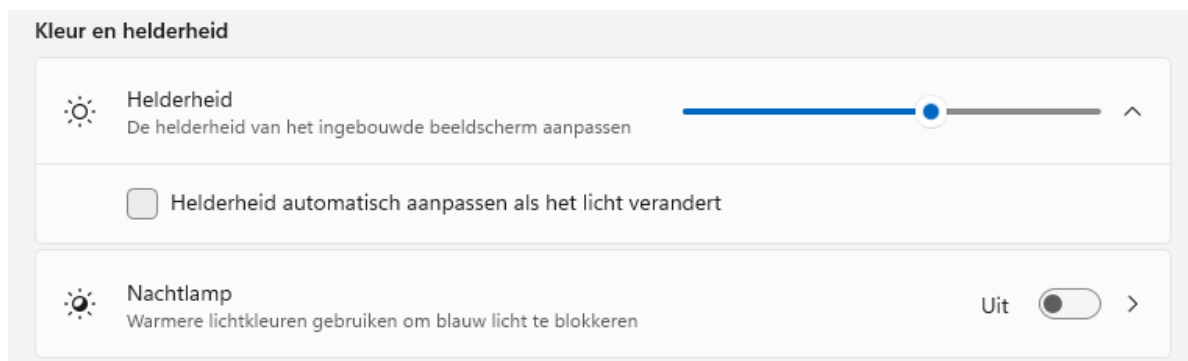 Kleur en helderheid
Helderheid
De helderheid van het ingebouwde beeldscherm aanpassen
Helderheid automatisch aanpassen als het licht verandert
Nachtlamp
Warmere lichtkleuren gebruiken om blauw licht te blokkeren
Uit